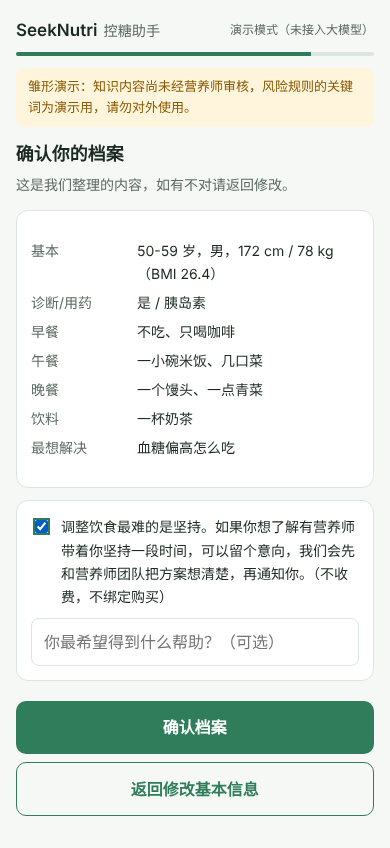 SeekNutri 控糖助手
演示模式（未接入大模型）
雏形演示：知识内容尚未经营养师审核，风险规则的关键
词为演示用，请勿对外使用。
确认你的档案
这是我们整理的内容，如有不对请返回修改。
基本 50-59 岁，男，172 cm / 78 kg
（BMI 26.4）
诊断/用药 是 / 胰岛素
早餐 不吃、只喝咖啡
午餐 一小碗米饭、几口菜
晚餐 一个馒头、一点青菜
饮料 一杯奶茶
最想解决 血糖偏高怎么吃
调整饮食最难的是坚持。如果你想了解有营养师
带着你坚持一段时间，可以留个意向，我们会先
和营养师团队把方案想清楚，再通知你。（不收
费，不绑定购买）
你最希望得到什么帮助？（可选）
确认档案
返回修改基本信息